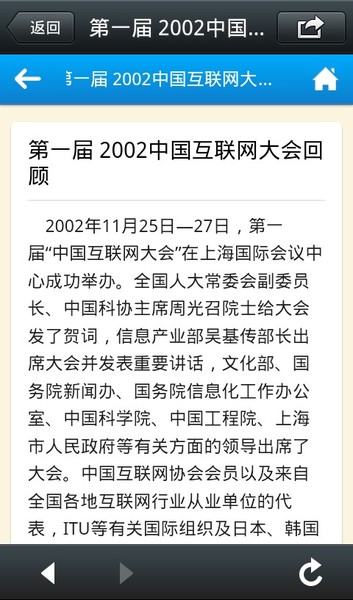 返回
第一届 2002中国...
第一届 2002中国互联网大...
第一届 2002中国互联网大会回
顾
2002年11月25日—27日，第一
届“中国互联网大会”在上海国际会议中
心成功举办。全国人大常委会副委员
长、中国科协主席周光召院士给大会
发了贺词，信息产业部吴基传部长出
席大会并发表重要讲话，文化部、国
务院新闻办、国务院信息化工作办公
室、中国科学院、中国工程院、上海
市人民政府等有关方面的领导出席了
大会。中国互联网协会会员以及来自
全国各地互联网行业从业单位的代
表，ITU等有关国际组织及日本、韩国